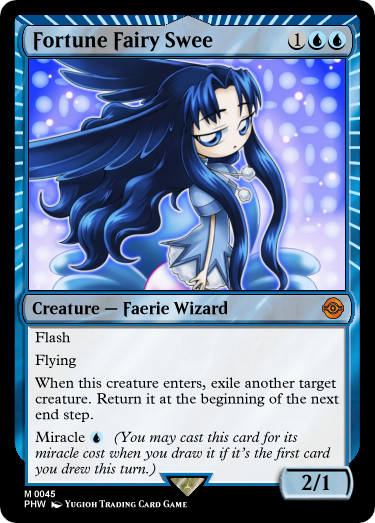 Fortune Fairy Swee 1
Creature — Faerie Wizard
Flash
Flying
When this creature enters, exile another target
creature. Return it at the beginning of the next
end step.
Miracle (You may cast this card for its
miracle cost when you draw it if it's the first card
you drew this turn.)
2/1
M 0045
PHW Yugioh Trading Card Game